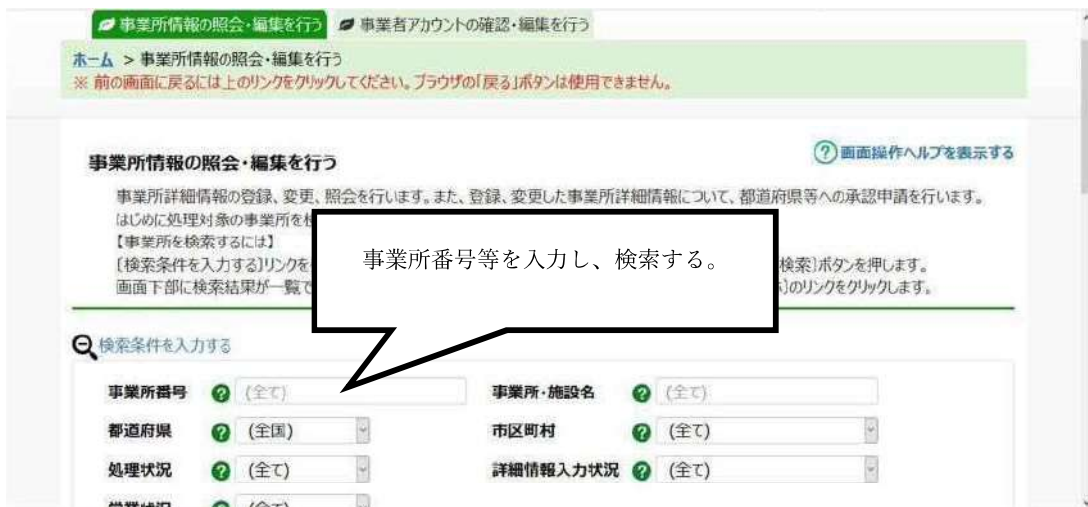 事業所情報の照会・編集を行う 事業者アカウントの確認・編集を行う
ホーム > 事業所情報の照会・編集を行う
※ 前の画面に戻るには上のリンクをクリックしてください。ブラウザの「戻る」ボタンは使用できません。
事業所情報の照会・編集を行う
?画面操作ヘルプを表示する
事業所詳細情報の登録、変更、照会を行います。また、登録、変更した事業所詳細情報について、都道府県等への承認申請を行います。
はじめに処理対象の事業所を
【事業所を検索するには】
[検索条件を入力する]リンクを 検索]ボタンを押します。
画面下部に検索結果が一覧で のリンクをクリックします。
事業所番号等を入力し、検索する。
検索条件を入力する
事業所番号 ? (全て) 事業所・施設名 ? (全て)
都道府県 ? (全国) 市区町村 ? (全て)
処理状況 ? (全て) 詳細情報入力状況 ? (全て)